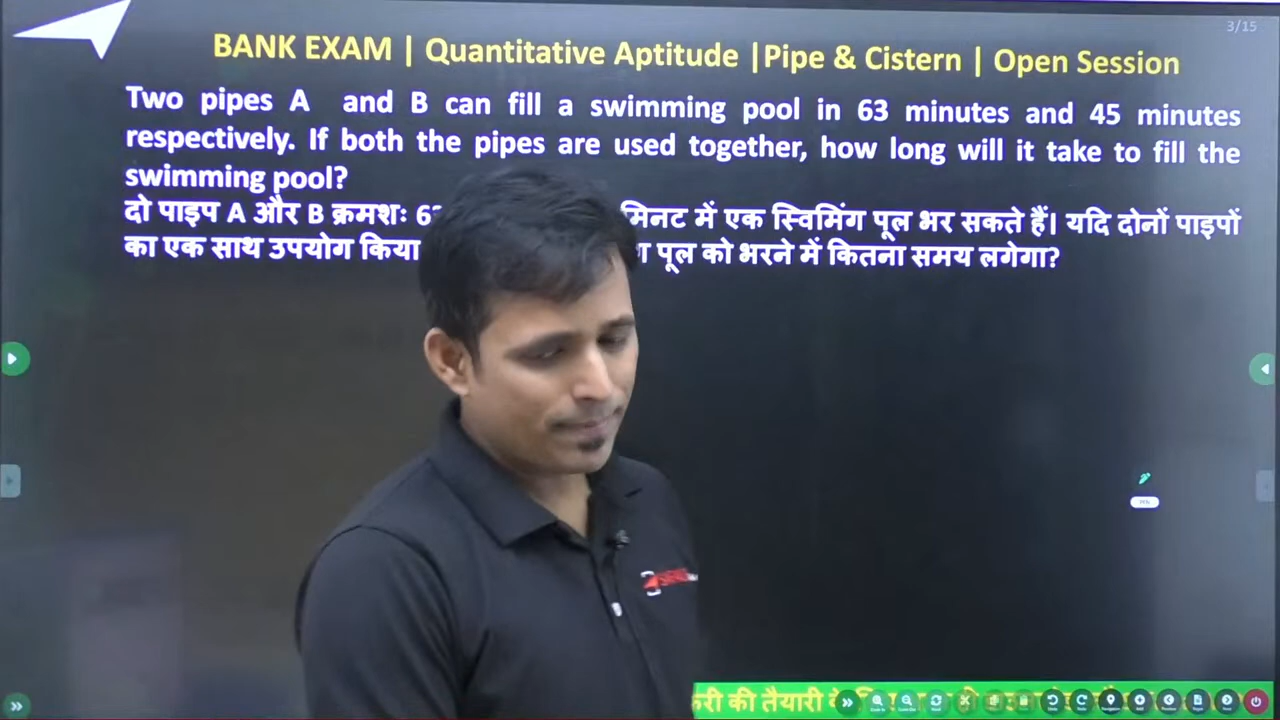 3/15
BANK EXAM | Quantitative Aptitude |Pipe & Cistern | Open Session
Two pipes A and B can fill a swimming pool in 63 minutes and 45 minutes
respectively. If both the pipes are used together, how long will it take to fill the
swimming pool?
दो पाइप A और B क्रमशः मिनट में एक स्विमिंग पूल भर सकते हैं। यदि दोनों पाइपों
का एक साथ उपयोग किया पूल को भरने में कितना समय लगेगा?
की तैयारी